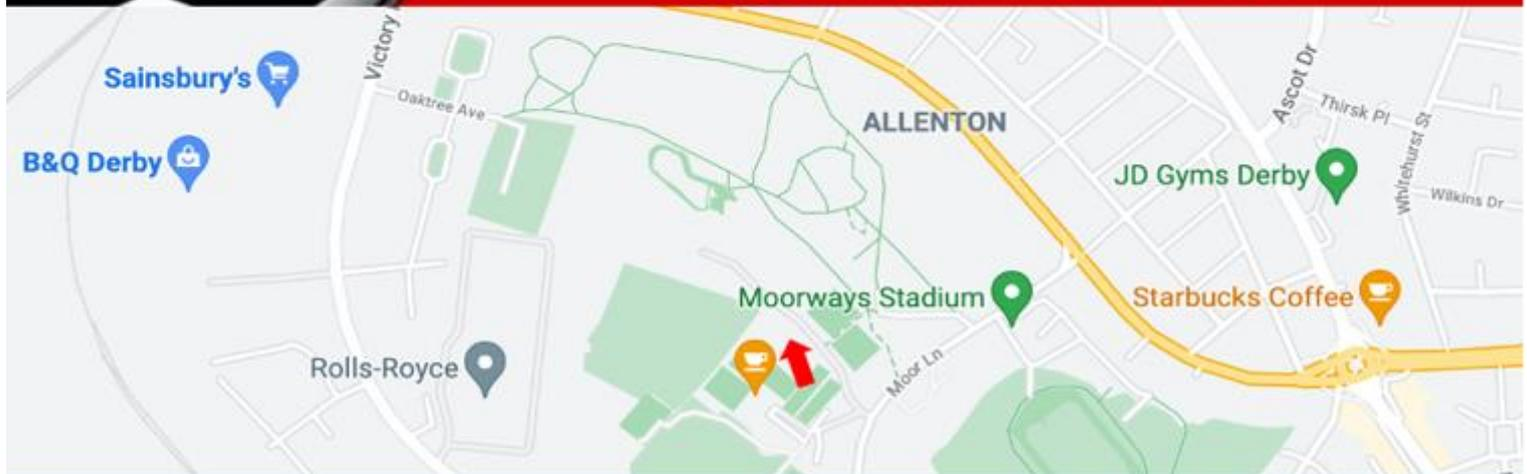 Victory
Sainsbury's
Oaktree Ave
B&Q Derby
ALLENTON
Ascot Dr
Thirsk Pl
Whitehurst St
JD Gyms Derby
Wilkins Dr
Moorways Stadium
Starbucks Coffee
Rolls-Royce
Moor Ln